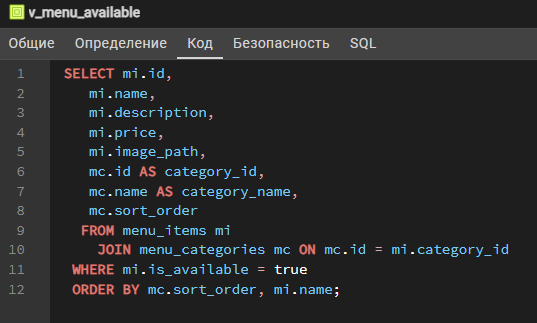 v_menu_available
Общие Определение Код Безопасность SQL
1 SELECT mi.id,
2 mi.name,
3 mi.description,
4 mi.price,
5 mi.image_path,
6 mc.id AS category_id,
7 mc.name AS category_name,
8 mc.sort_order
9 FROM menu_items mi
10 JOIN menu_categories mc ON mc.id = mi.category_id
11 WHERE mi.is_available = true
12 ORDER BY mc.sort_order, mi.name;